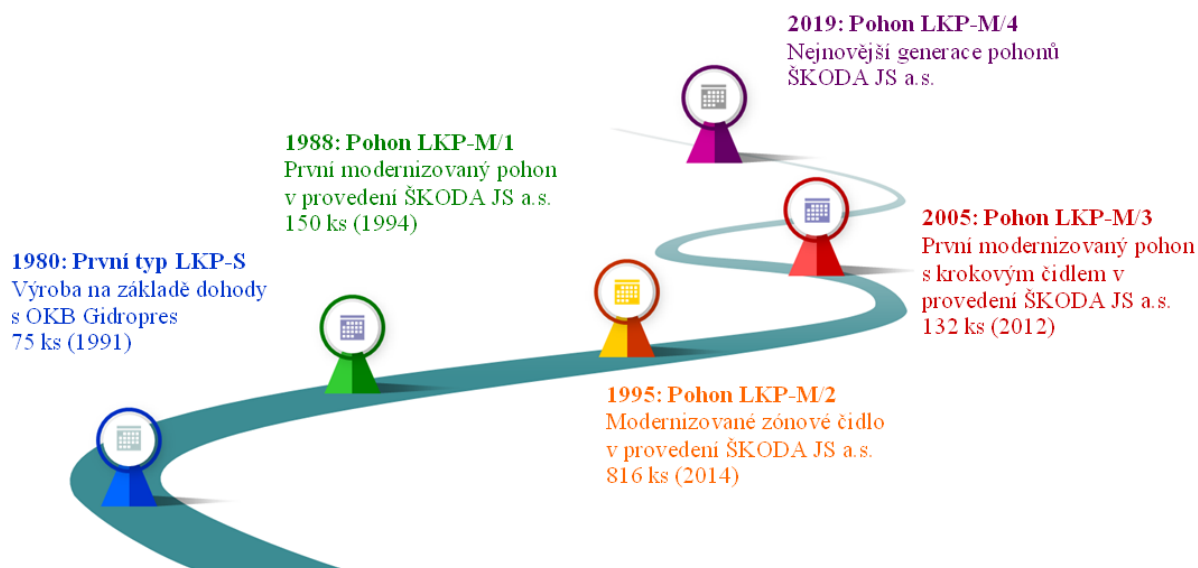 2019: Pohon LKP-M/4
Nejnovější generace pohonů
ŠKODA JS a.s.
1988: Pohon LKP-M/1
První modernizovaný pohon
v provedení ŠKODA JS a.s.
150 ks (1994)
2005: Pohon LKP-M/3
První modernizovaný pohon
s krokovým čidlem v
provedení ŠKODA JS a.s.
132 ks (2012)
1980: První typ LKP-S
Výroba na základě dohody
s OKB Gidropres
75 ks (1991)
1995: Pohon LKP-M/2
Modernizované zónové čidlo
v provedení ŠKODA JS a.s.
816 ks (2014)